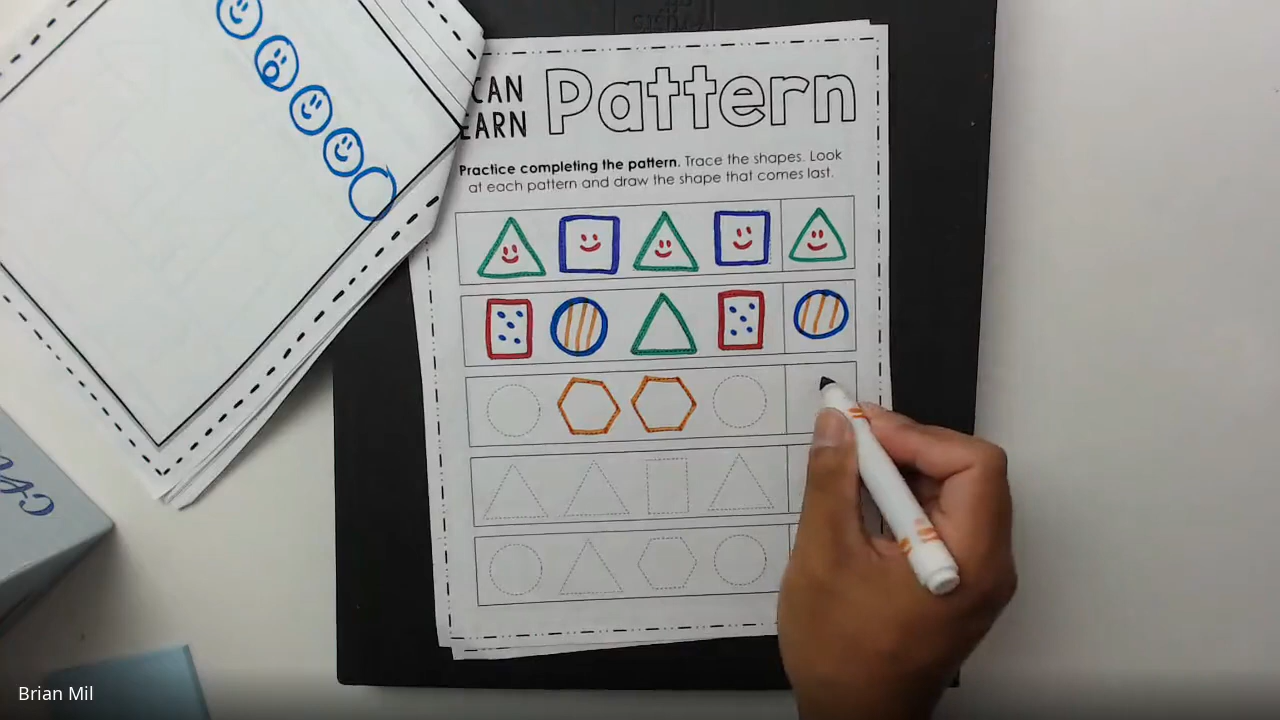 CAN
EARN
Pattern
Practice completing the pattern. Trace the shapes. Look
at each pattern and draw the shape that comes last.
Brian Mil